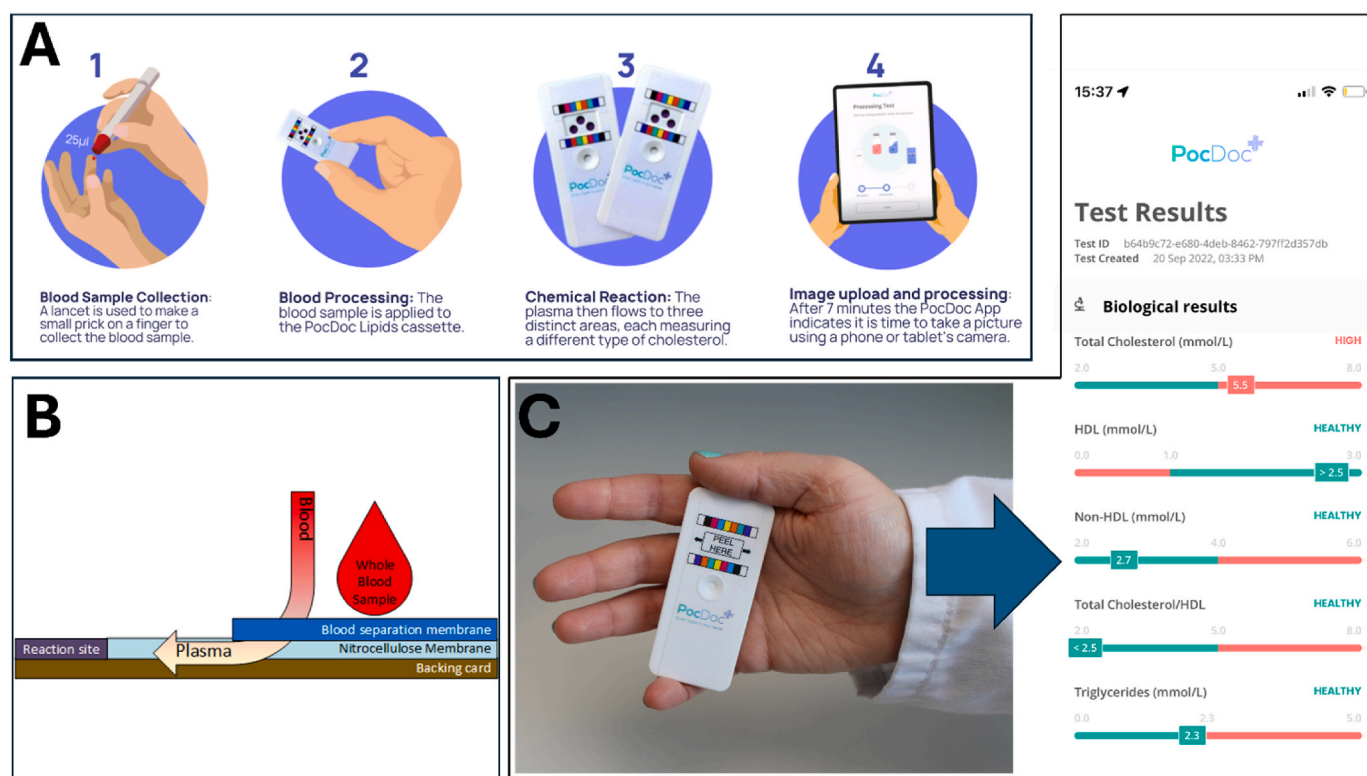 A
1
2
3
4
25µl
PocDoc
Processing Test
PocDoc
PocDoc
Blood Sample Collection:
A lancet is used to make a
small prick on a finger to
collect the blood sample.
Blood Processing: The
blood sample is applied to
the PocDoc Lipids cassette.
Chemical Reaction: The
plasma then flows to three
distinct areas, each measuring
a different type of cholesterol.
Image upload and processing:
After 7 minutes the PocDoc App
indicates it is time to take a picture
using a phone or tablet's camera.
B
Blood
Whole
Blood
Sample
Blood separation membrane
Reaction site
Plasma
Nitrocellulose Membrane
Backing card
C
PEEL
HERE
PocDoc
15:37
PocDoc
Test Results
Test ID b64b9c72-e680-4deb-8462-797ff2d357db
Test Created 20 Sep 2022, 03:33 PM
Biological results
Total Cholesterol (mmol/L) HIGH
2.0 5.0 8.0
5.5
HDL (mmol/L) HEALTHY
0.0 1.0 3.0
> 2.5
Non-HDL (mmol/L) HEALTHY
2.0 4.0 6.0
2.7
Total Cholesterol/HDL HEALTHY
2.0 5.0 8.0
< 2.5
Triglycerides (mmol/L) HEALTHY
0.0 2.3 5.0
2.3